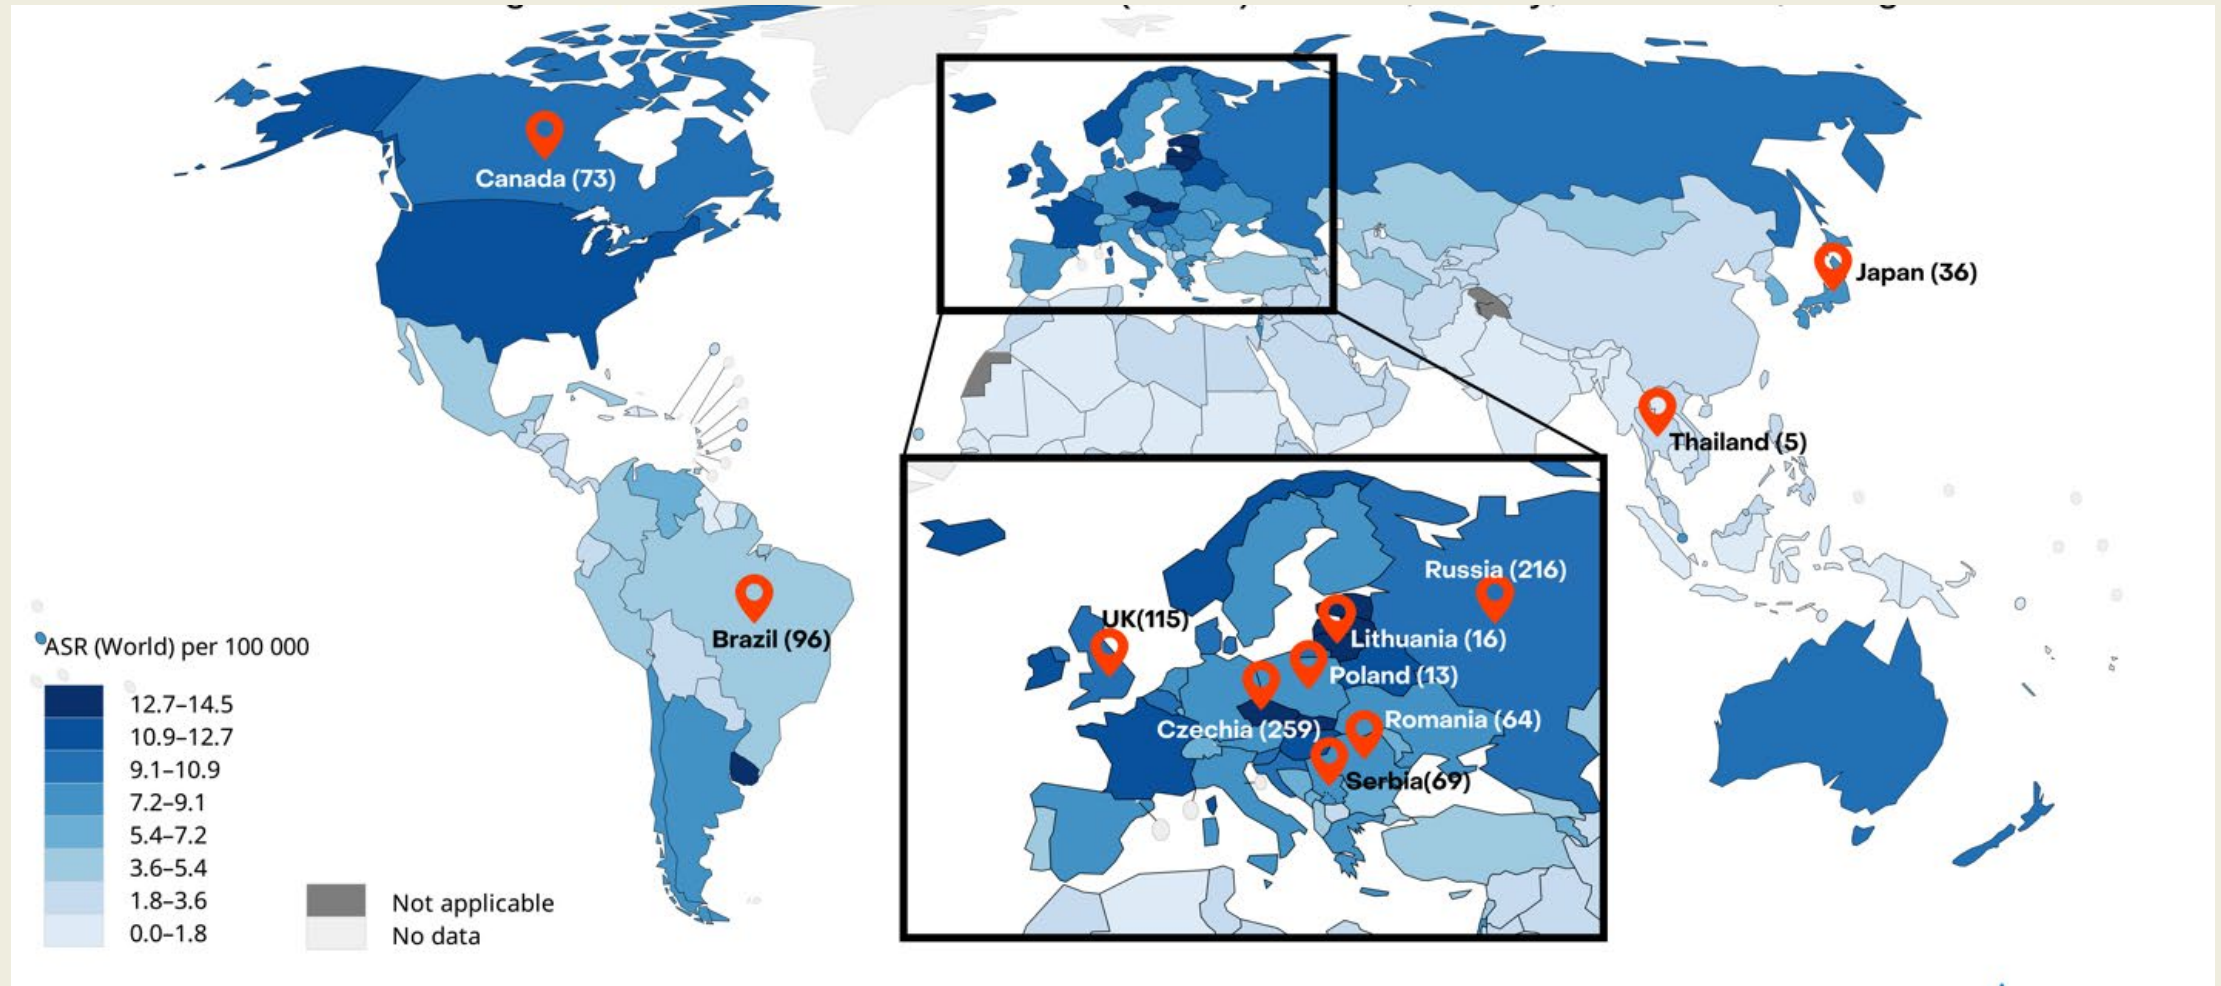 Canada (73)
Japan (36)
Thailand (5)
Brazil (96)
Russia (216)
UK(115)
Lithuania (16)
Poland (13)
Czechia (259)
Romania (64)
Serbia(69)
ASR (World) per 100 000
12.7–14.5
10.9–12.7
9.1–10.9
7.2–9.1
5.4–7.2
3.6–5.4
1.8–3.6
0.0–1.8
Not applicable
No data